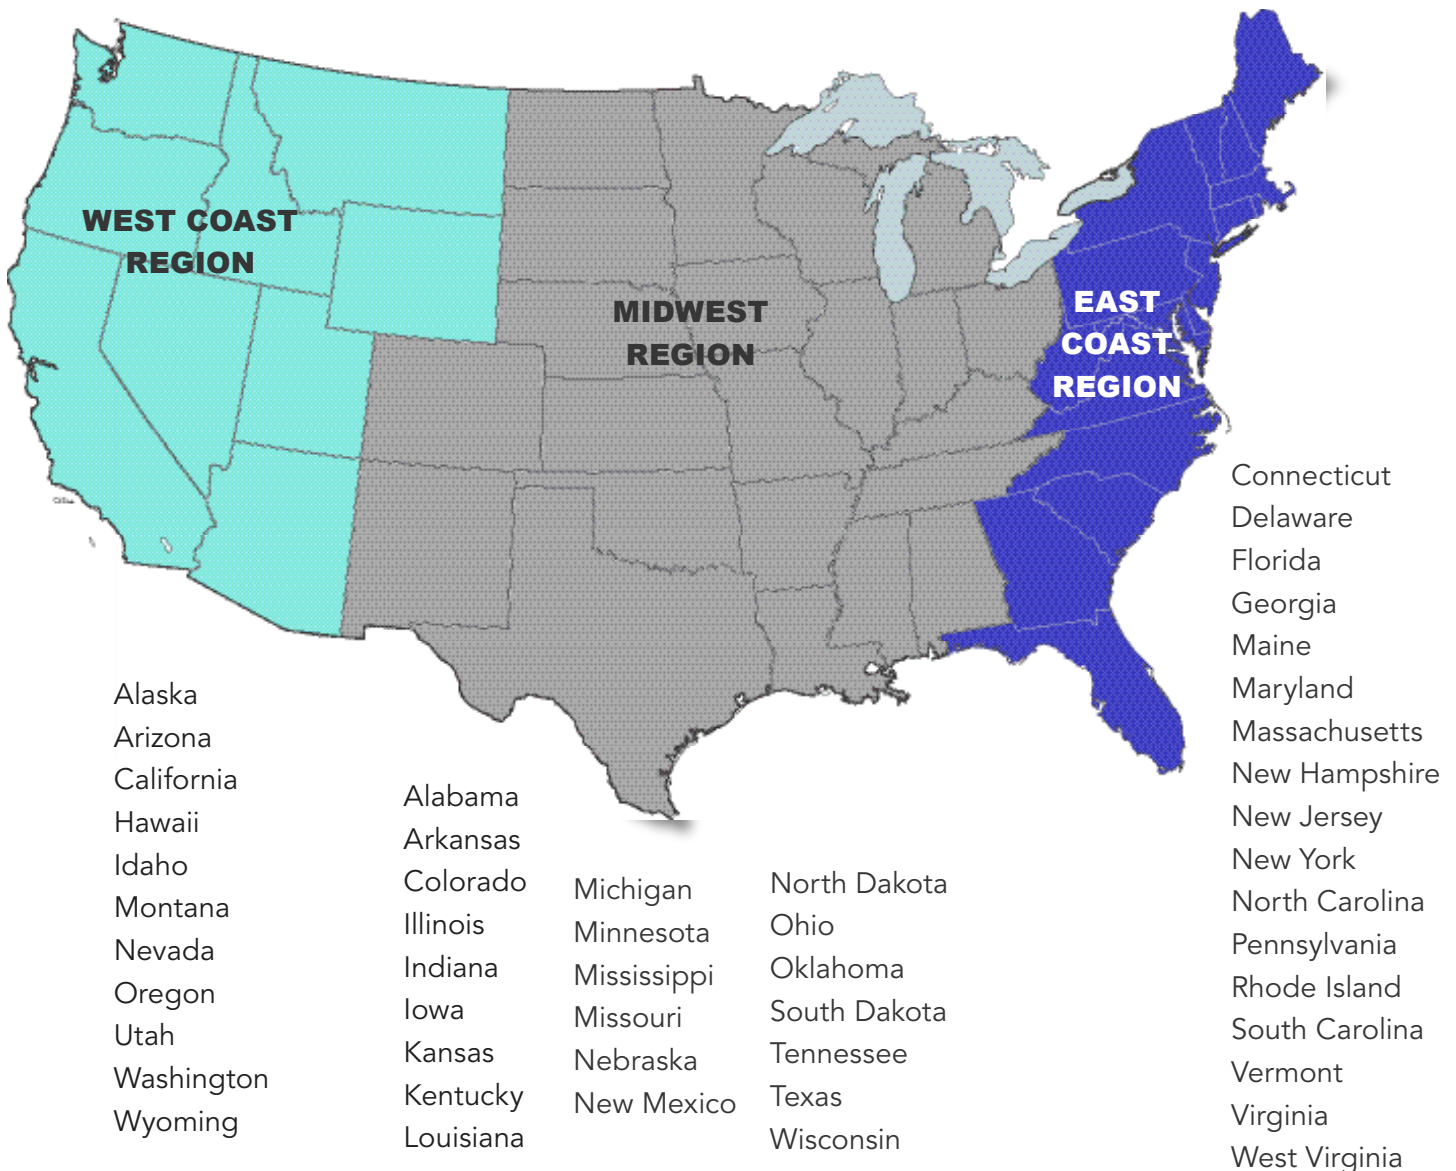 WEST COAST
REGION
MIDWEST
REGION
EAST
COAST
REGION
Alaska
Arizona
California
Hawaii
Idaho
Montana
Nevada
Oregon
Utah
Washington
Wyoming
Alabama
Arkansas
Colorado
Illinois
Indiana
Iowa
Kansas
Kentucky
Louisiana
Michigan
Minnesota
Mississippi
Missouri
Nebraska
New Mexico
North Dakota
Ohio
Oklahoma
South Dakota
Tennessee
Texas
Wisconsin
Connecticut
Delaware
Florida
Georgia
Maine
Maryland
Massachusetts
New Hampshire
New Jersey
New York
North Carolina
Pennsylvania
Rhode Island
South Carolina
Vermont
Virginia
West Virginia